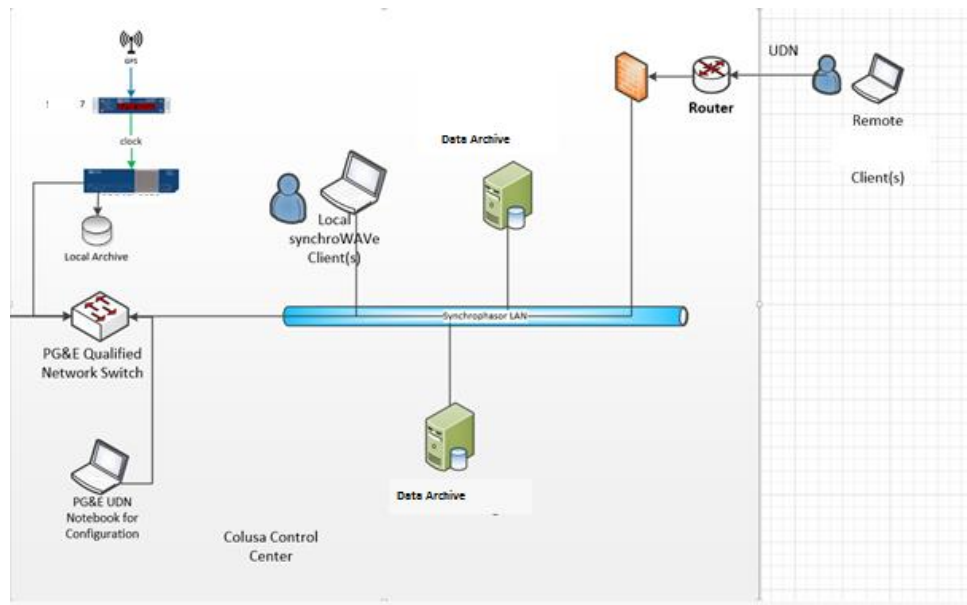 GPS
! 7
clock
Local Archive
PG&E Qualified
Network Switch
PG&E UDN
Notebook for
Configuration
Local
synchroWAVe
Client(s)
Data Archive
Synchrophasor LAN
Data Archive
Colusa Control
Center
Router
UDN
Remote
Client(s)